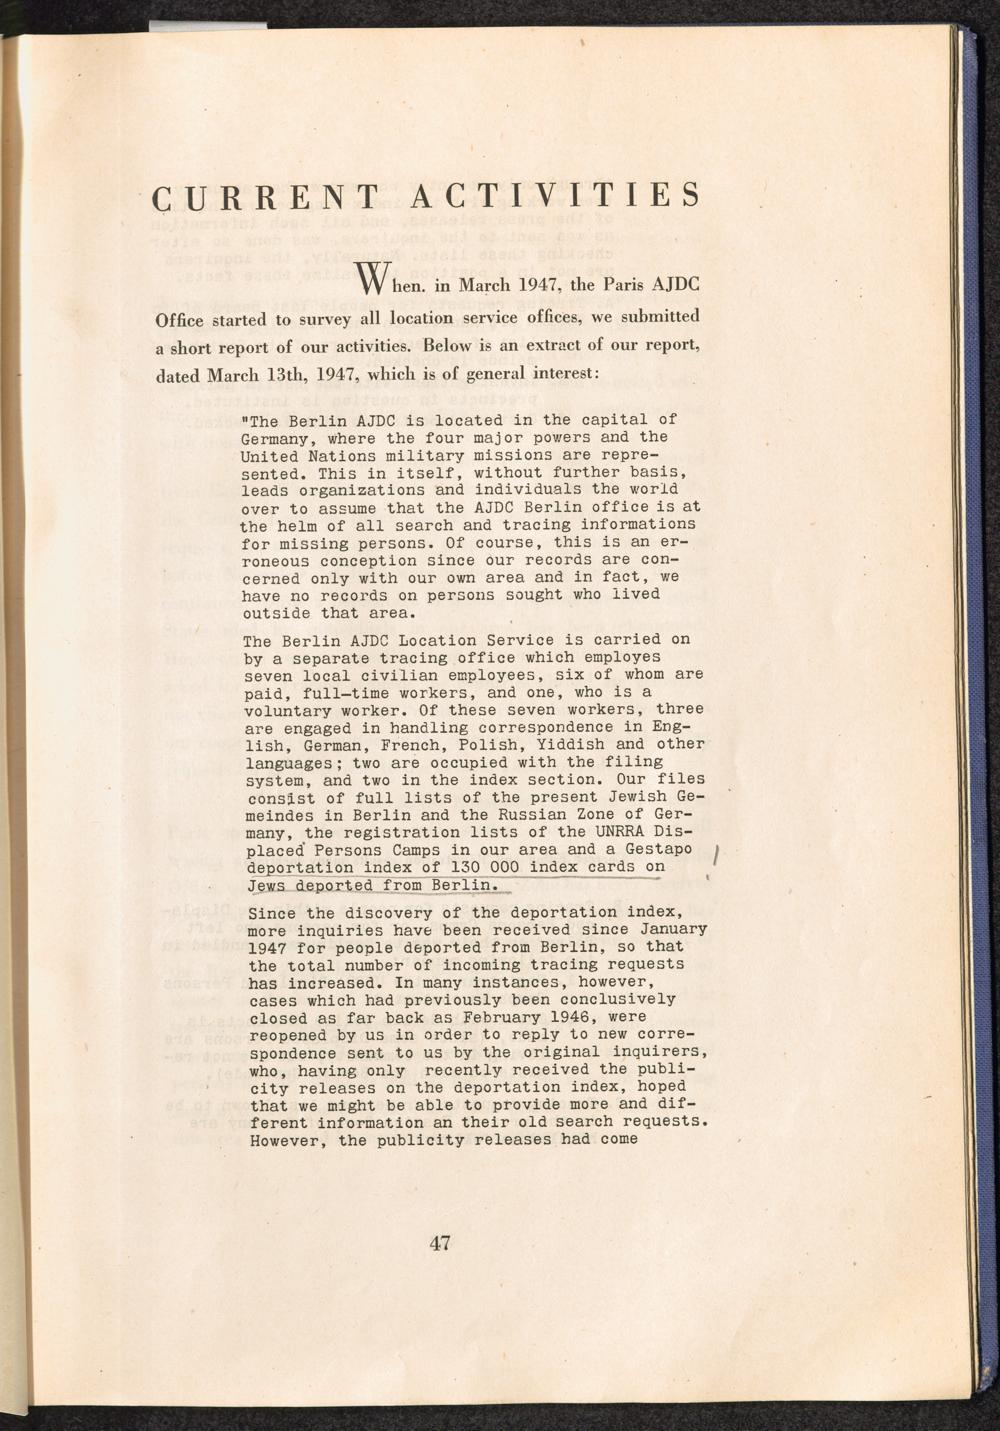 CURRENT ACTIVITIES
When. in March 1947, the Paris AJDC
Office started to survey all location service offices, we submitted
a short report of our activities. Below is an extract of our report,
dated March 13th, 1947, which is of general interest:
"The Berlin AJDC is located in the capital of
Germany, where the four major powers and the
United Nations military missions are repre-
sented. This in itself, without further basis,
leads organizations and individuals the world
over to assume that the AJDC Berlin office is at
the helm of all search and tracing informations
for missing persons. Of course, this is an er-
roneous conception since our records are con-
cerned only with our own area and in fact, we
have no records on persons sought who lived
outside that area.
The Berlin AJDC Location Service is carried on
by a separate tracing office which employes
seven local civilian employees, six of whom are
paid, full-time workers, and one, who is a
voluntary worker. Of these seven workers, three
are engaged in handling correspondence in Eng-
lish, German, French, Polish, Yiddish and other
languages; two are occupied with the filing
system, and two in the index section. Our files
consist of full lists of the present Jewish Ge-
meindes in Berlin and the Russian Zone of Ger-
many, the registration lists of the UNRRA Dis-
placed Persons Camps in our area and a Gestapo
deportation index of 130 000 index cards on
Jews deported from Berlin.
Since the discovery of the deportation index,
more inquiries have been received since January
1947 for people deported from Berlin, so that
the total number of incoming tracing requests
has increased. In many instances, however,
cases which had previously been conclusively
closed as far back as February 1946, were
reopened by us in order to reply to new corre-
spondence sent to us by the original inquirers,
who, having only recently received the publi-
city releases on the deportation index, hoped
that we might be able to provide more and dif-
ferent information an their old search requests.
However, the publicity releases had come
47